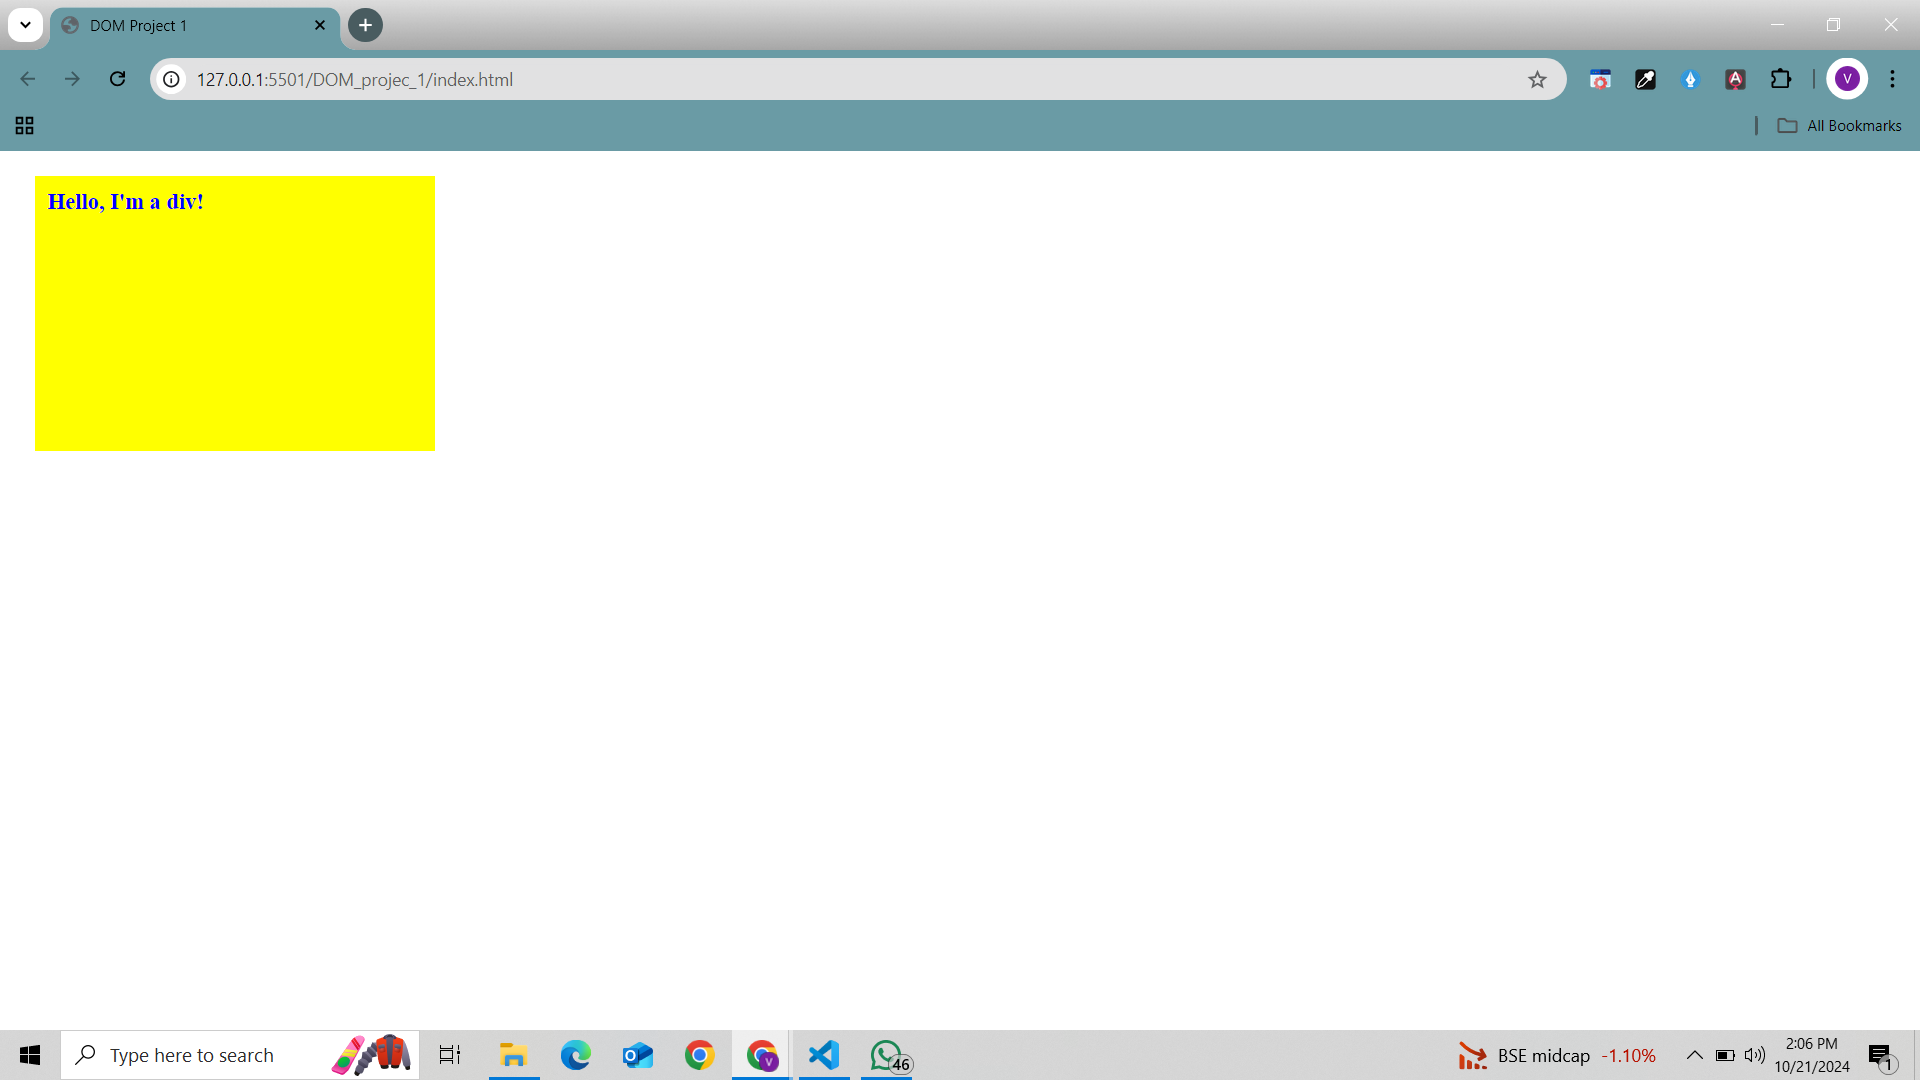 DOM Project 1
127.0.0.1:5501/DOM_projec_1/index.html
V
All Bookmarks
Hello, I'm a div!
Type here to search
V
46
BSE midcap -1.10%
2:06 PM
10/21/2024
1